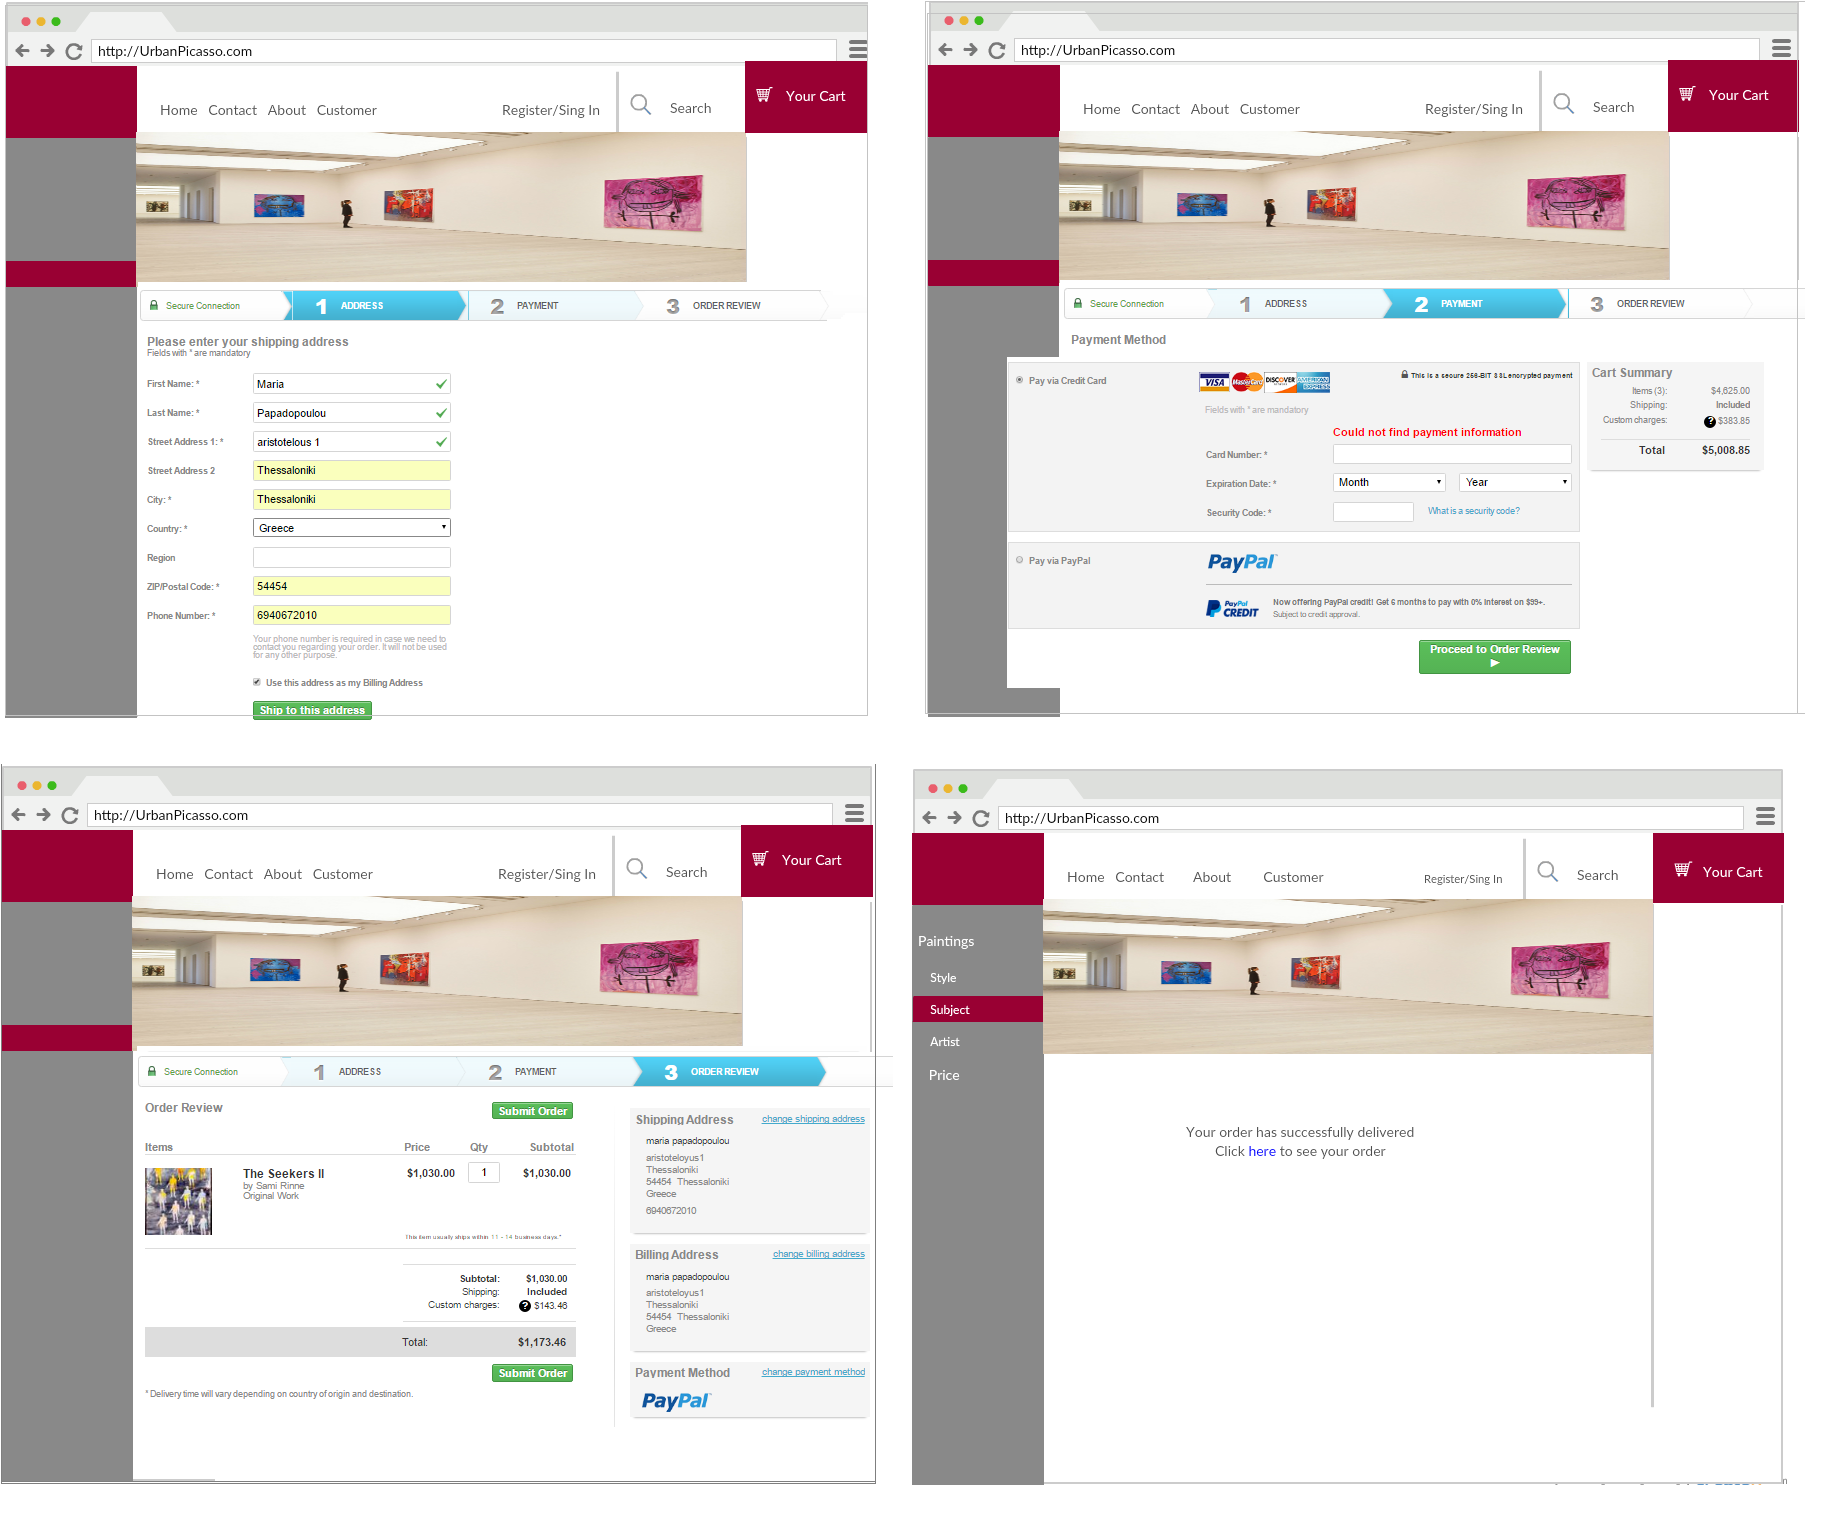 http://UrbanPicasso.com
Home Contact About Customer Register/Sing In Search Your Cart
Secure Connection 1 ADDRESS 2 PAYMENT 3 ORDER REVIEW
Please enter your shipping address
Fields with * are mandatory
First Name: * Maria
Last Name: * Papadopoulou
Street Address 1: * aristotelous 1
Street Address 2 Thessaloniki
City: * Thessaloniki
Country: * Greece
Region
ZIP/Postal Code: * 54454
Phone Number: * 6940672010
Your phone number is required in case we need to
contact you regarding your order. It will not be used
for any other purpose.
Use this address as my Billing Address
Ship to this address
http://UrbanPicasso.com
Home Contact About Customer Register/Sing In Search Your Cart
Secure Connection 1 ADDRESS 2 PAYMENT 3 ORDER REVIEW
Payment Method
Pay via Credit Card VISA MasterCard DISCOVER AMERICAN EXPRESS This is a secure 256-BIT SSL encrypted payment
Fields with * are mandatory
Could not find payment information
Card Number: *
Expiration Date: * Month Year
Security Code: * What is a security code?
Pay via PayPal PayPal
PayPal CREDIT Now offering PayPal credit! Get 6 months to pay with 0% interest on $99+.
Subject to credit approval.
Proceed to Order Review
Cart Summary
Items (3): $4,625.00
Shipping: Included
Custom charges: ? $383.85
Total $5,008.85
http://UrbanPicasso.com
Home Contact About Customer Register/Sing In Search Your Cart
Secure Connection 1 ADDRESS 2 PAYMENT 3 ORDER REVIEW
Order Review Submit Order
Items Price Qty Subtotal
The Seekers II $1,030.00 1 $1,030.00
by Sami Rinne
Original Work
This item usually ships within 11 - 14 business days.*
Subtotal: $1,030.00
Shipping: Included
Custom charges: ? $143.46
Total: $1,173.46
Submit Order
* Delivery time will vary depending on country of origin and destination.
Shipping Address change shipping address
maria papadopoulou
aristoteloyus1
Thessaloniki
54454 Thessaloniki
Greece
6940672010
Billing Address change billing address
maria papadopoulou
aristoteloyus1
Thessaloniki
54454 Thessaloniki
Greece
Payment Method change payment method
PayPal
http://UrbanPicasso.com
Home Contact About Customer Register/Sing In Search Your Cart
Paintings
Style
Subject
Artist
Price
Your order has successfully delivered
Click here to see your order